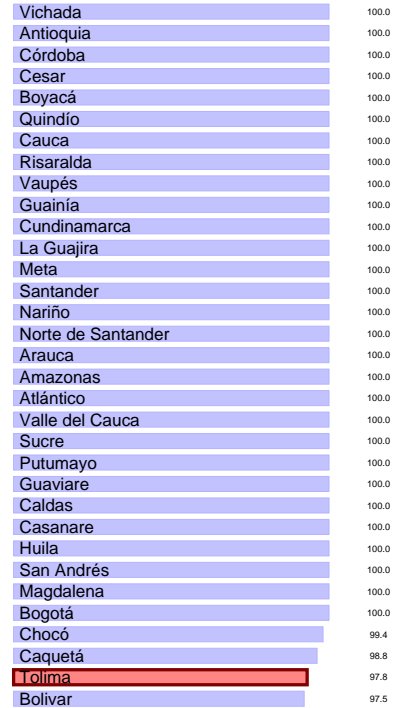 Vichada 100.0
Antioquia 100.0
Córdoba 100.0
Cesar 100.0
Boyacá 100.0
Quindío 100.0
Cauca 100.0
Risaralda 100.0
Vaupés 100.0
Guainía 100.0
Cundinamarca 100.0
La Guajira 100.0
Meta 100.0
Santander 100.0
Nariño 100.0
Norte de Santander 100.0
Arauca 100.0
Amazonas 100.0
Atlántico 100.0
Valle del Cauca 100.0
Sucre 100.0
Putumayo 100.0
Guaviare 100.0
Caldas 100.0
Casanare 100.0
Huila 100.0
San Andrés 100.0
Magdalena 100.0
Bogotá 100.0
Chocó 99.4
Caquetá 98.8
Tolima 97.8
Bolivar 97.5